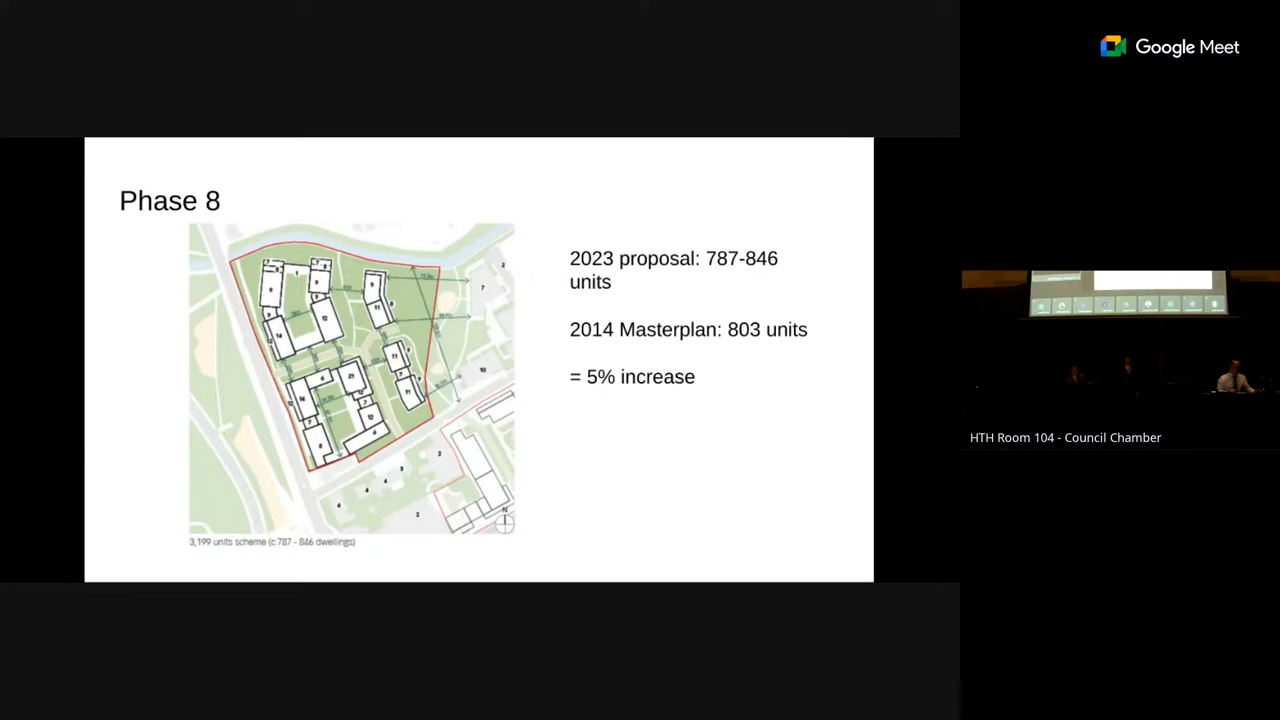 Google Meet
Phase 8
2023 proposal: 787-846
units
2014 Masterplan: 803 units
= 5% increase
3,199 units scheme (c.787 - 846 dwellings)
HTH Room 104 - Council Chamber